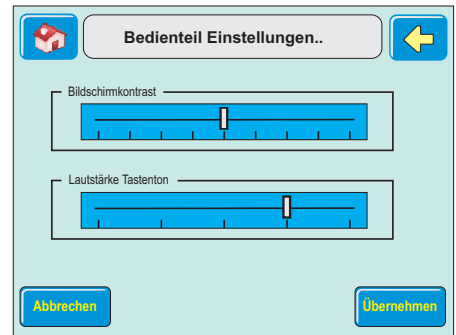 Bedienteil Einstellungen..
Bildschirmkontrast
Lautstärke Tastenton
Abbrechen
Übernehmen